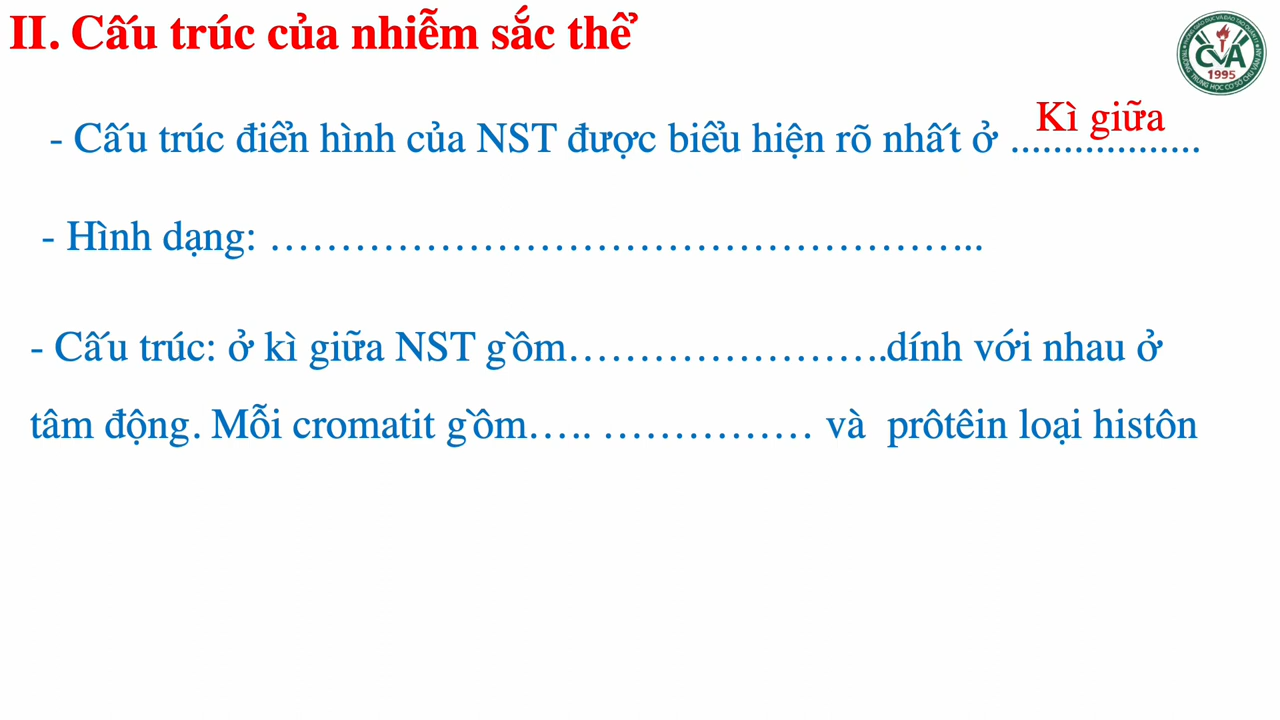 II. Cấu trúc của nhiễm sắc thể
CVA
1995
Kì giữa
- Cấu trúc điển hình của NST được biểu hiện rõ nhất ở ..................
- Hình dạng: …………………………………………..
- Cấu trúc: ở kì giữa NST gồm………………….dính với nhau ở
tâm động. Mỗi cromatit gồm….. …………… và prôtêin loại histôn